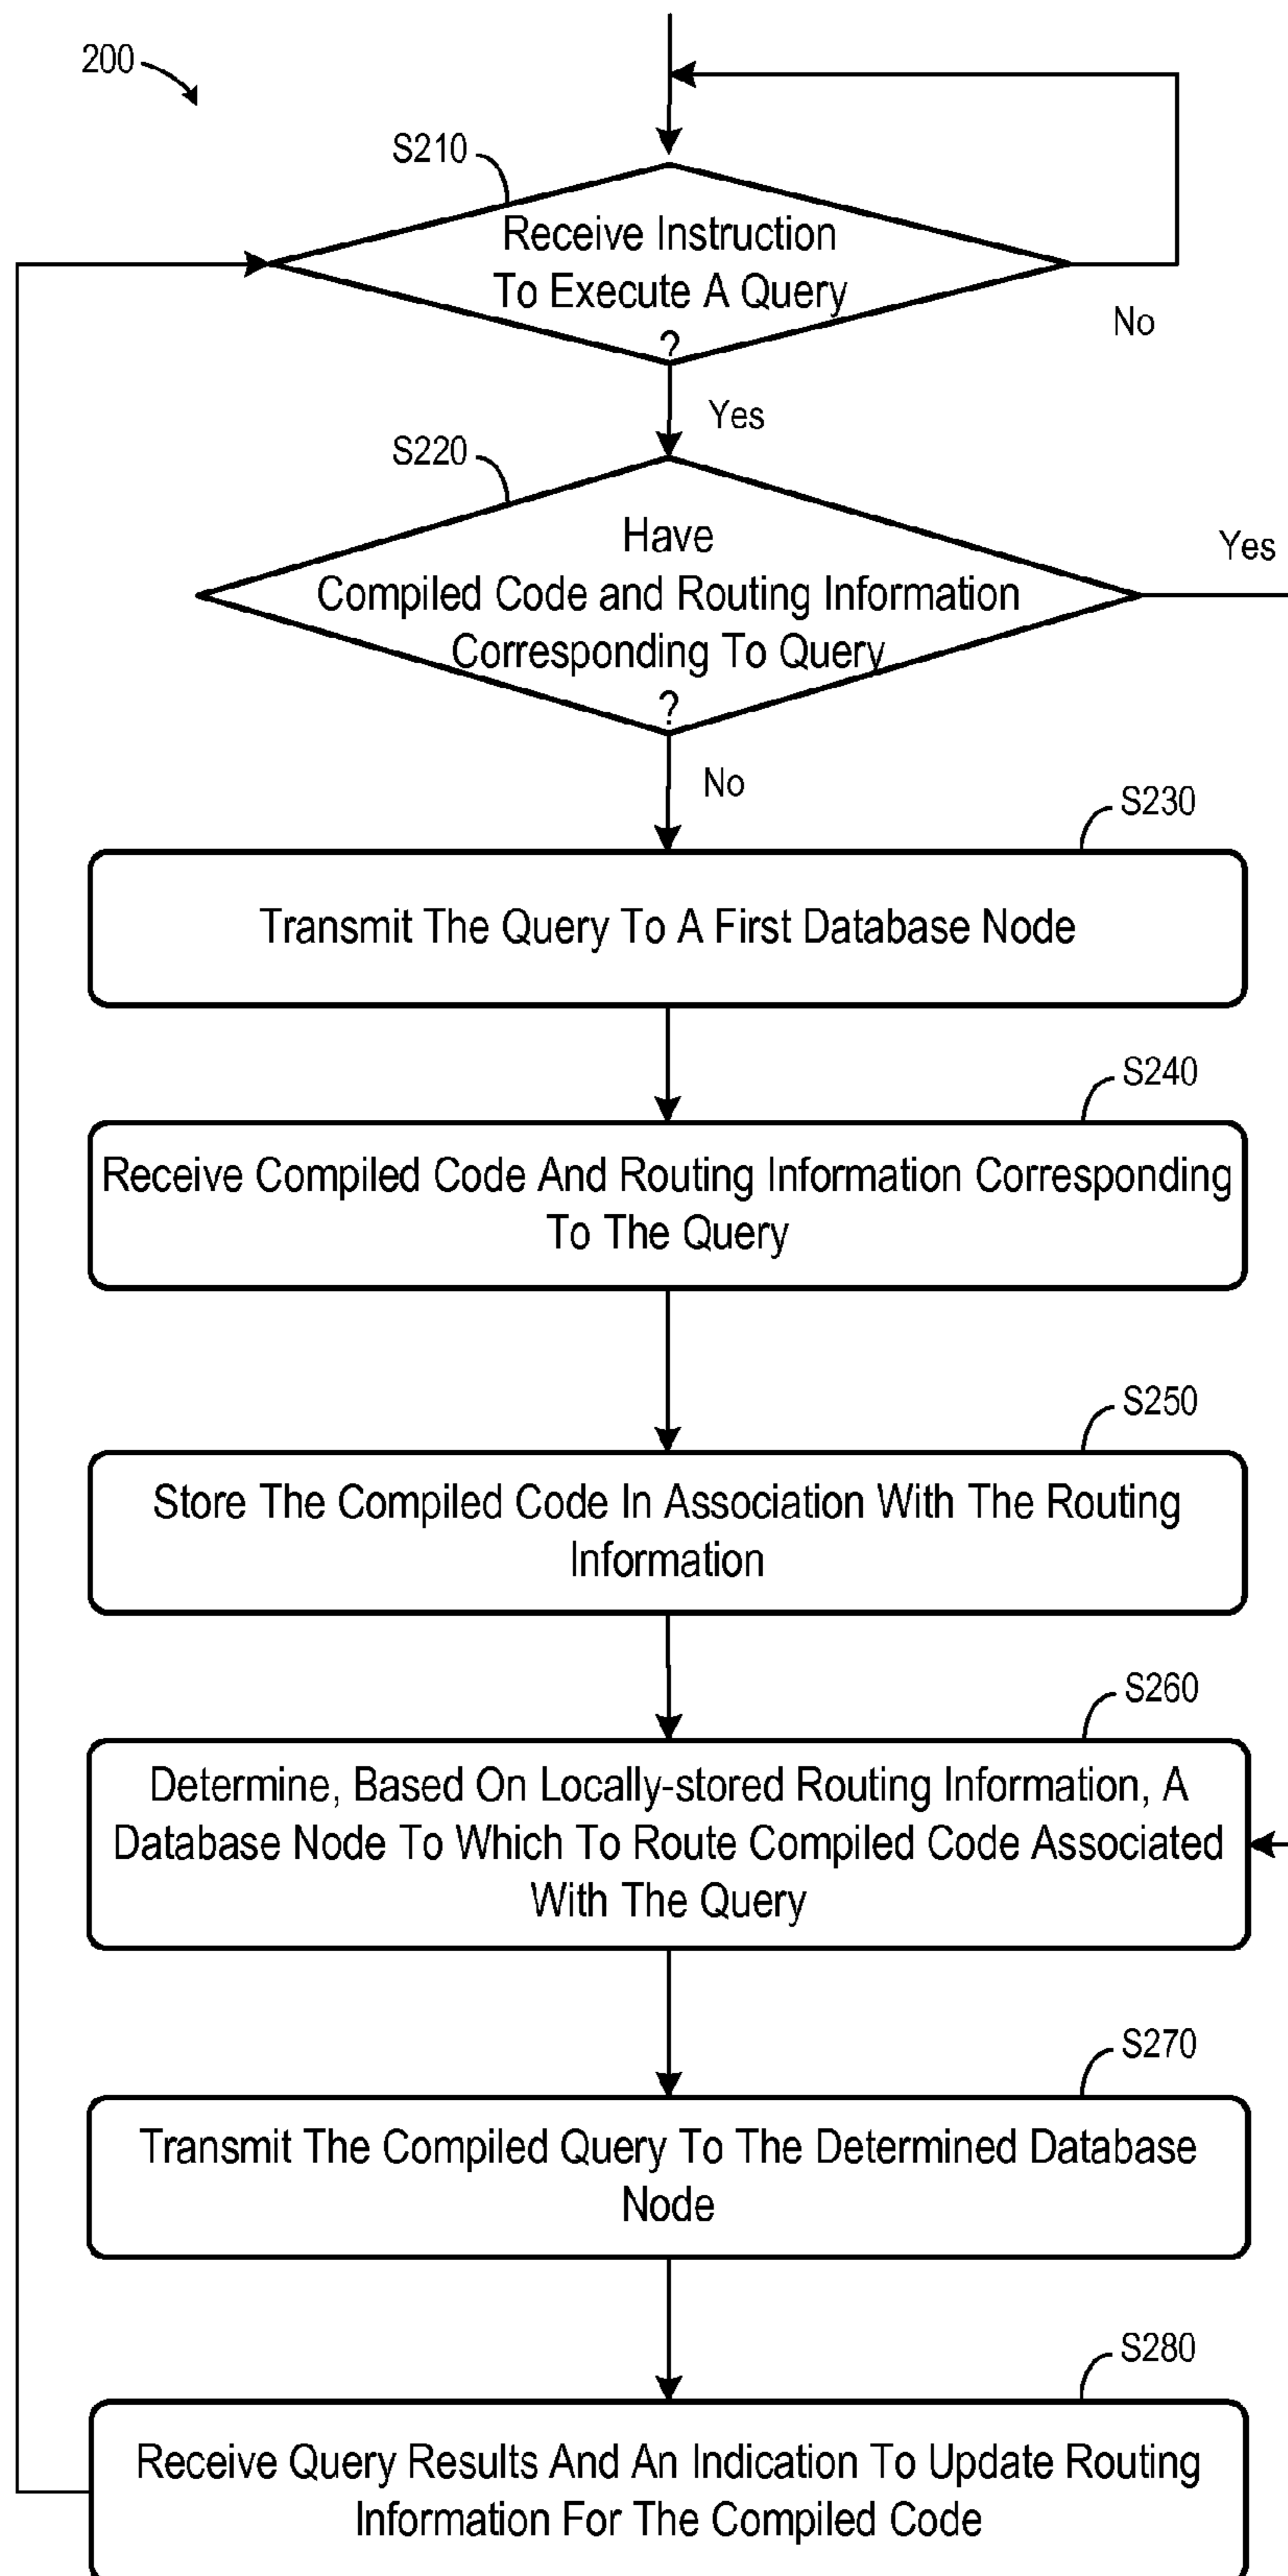 200
S210
Receive Instruction
To Execute A Query
?
No
Yes
S220
Have
Compiled Code and Routing Information
Corresponding To Query
?
Yes
No
S230
Transmit The Query To A First Database Node
S240
Receive Compiled Code And Routing Information Corresponding
To The Query
S250
Store The Compiled Code In Association With The Routing
Information
S260
Determine, Based On Locally-stored Routing Information, A
Database Node To Which To Route Compiled Code Associated
With The Query
S270
Transmit The Compiled Query To The Determined Database
Node
S280
Receive Query Results And An Indication To Update Routing
Information For The Compiled Code